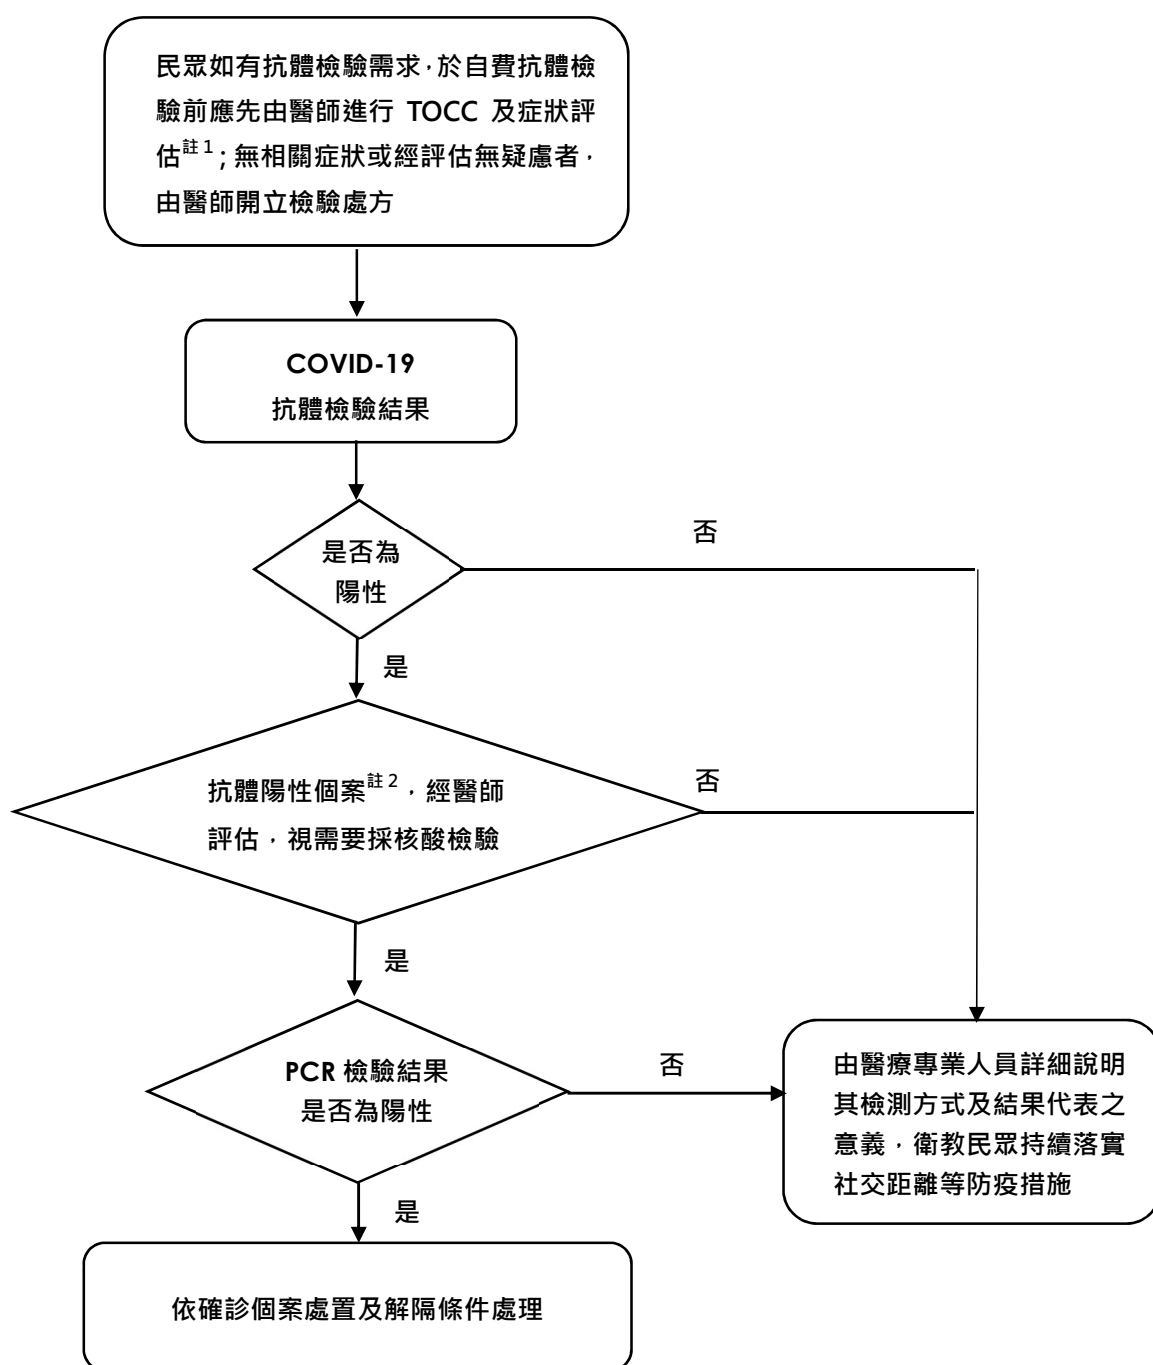 民眾如有抗體檢驗需求，於自費抗體檢
驗前應先由醫師進行 TOCC 及症狀評
估註1；無相關症狀或經評估無疑慮者，
由醫師開立檢驗處方
COVID-19
抗體檢驗結果
否
是否為
陽性
是
抗體陽性個案註2，經醫師
評估，視需要採核酸檢驗
否
是
PCR 檢驗結果
是否為陽性
否
由醫療專業人員詳細說明
其檢測方式及結果代表之
意義，衛教民眾持續落實
社交距離等防疫措施
是
依確診個案處置及解隔條件處理